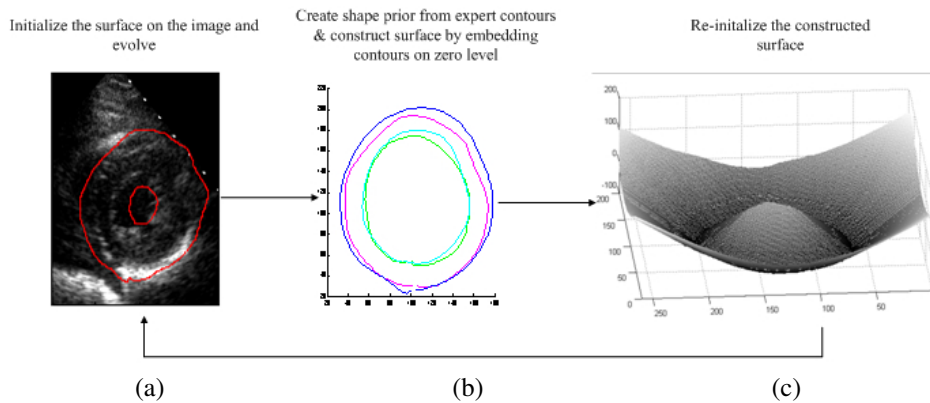 Initialize the surface on the image and
evolve
Create shape prior from expert contours
& construct surface by embedding
contours on zero level
Re-initalize the constructed
surface
200
100
0
-100
200
150
100
50
0
250
200
150
100
50
(a)
(b)
(c)